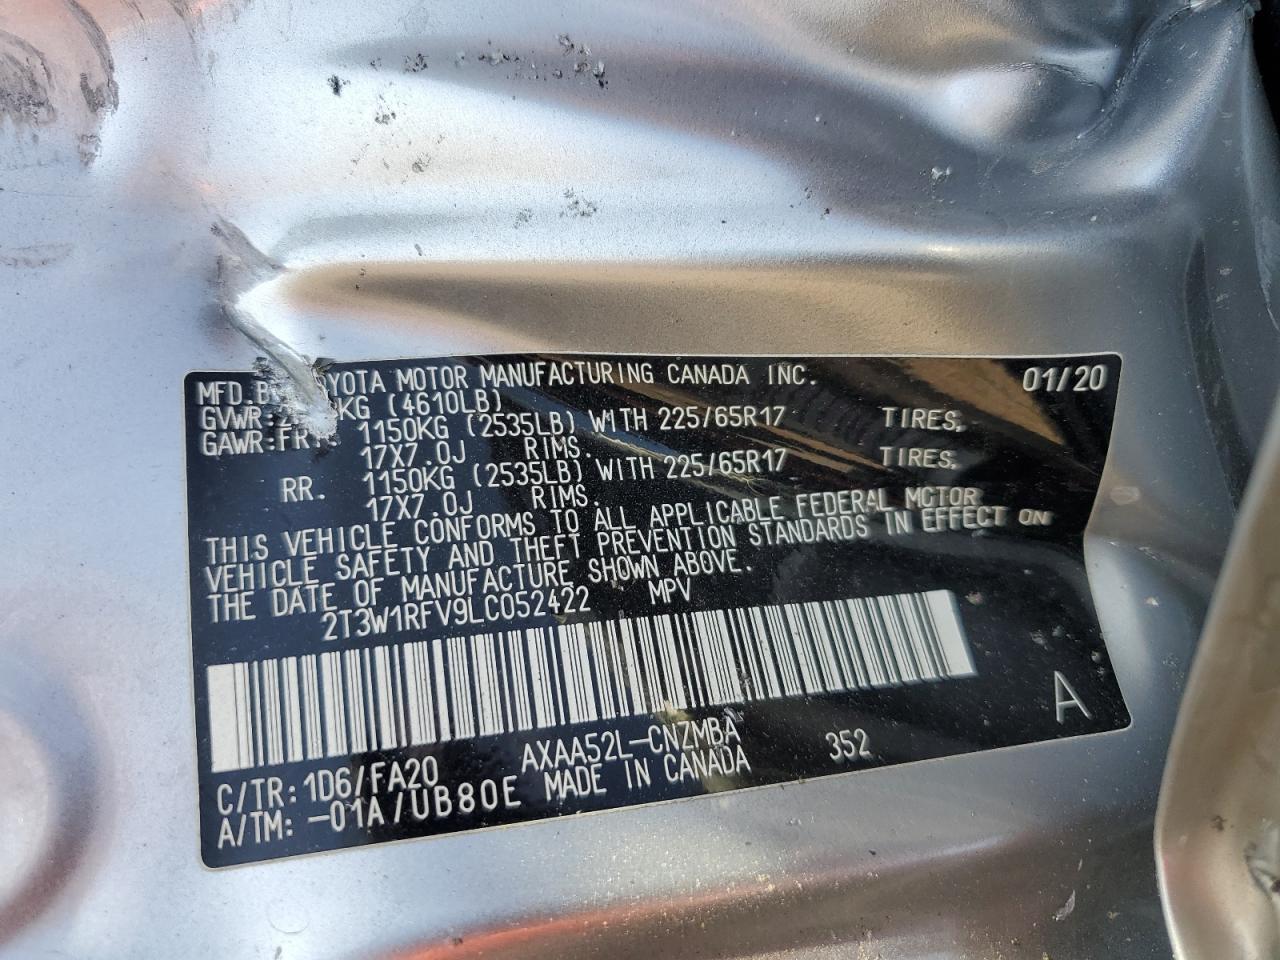 MFD. TOYOTA MOTOR MANUFACTURING CANADA INC. 01/20
GVWR: KG (4610LB)
GAWR:FRT 1150KG (2535LB) WITH 225/65R17 TIRES,
17X7.0J RIMS.
RR. 1150KG (2535LB) WITH 225/65R17 TIRES,
17X7.0J RIMS.
THIS VEHICLE CONFORMS TO ALL APPLICABLE FEDERAL MOTOR
VEHICLE SAFETY AND THEFT PREVENTION STANDARDS IN EFFECT ON
THE DATE OF MANUFACTURE SHOWN ABOVE.
2T3W1RFV9LC052422 MPV
A
C/TR: 1D6/FA20 AXAA52L-CNZMBA 352
A/TM: -01A/UB80E MADE IN CANADA